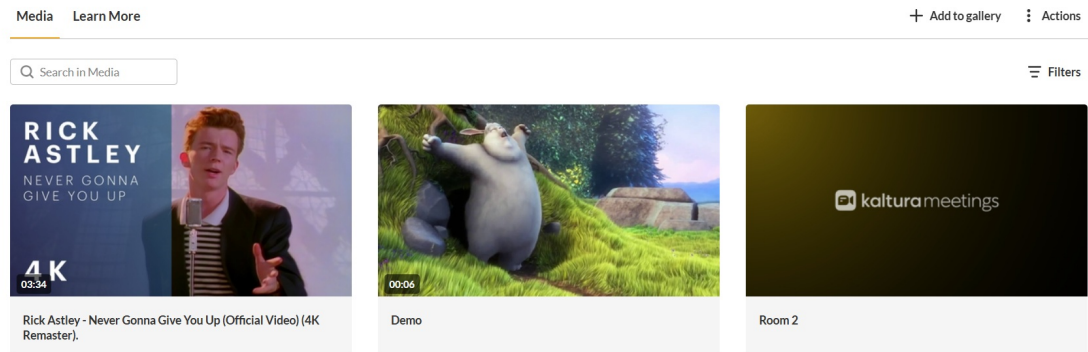 Media Learn More + Add to gallery Actions
Search in Media Filters
RICK
ASTLEY
NEVER GONNA
GIVE YOU UP
4K
03:34
00:06
kaltura meetings
Rick Astley - Never Gonna Give You Up (Official Video) (4K
Remaster).
Demo
Room 2